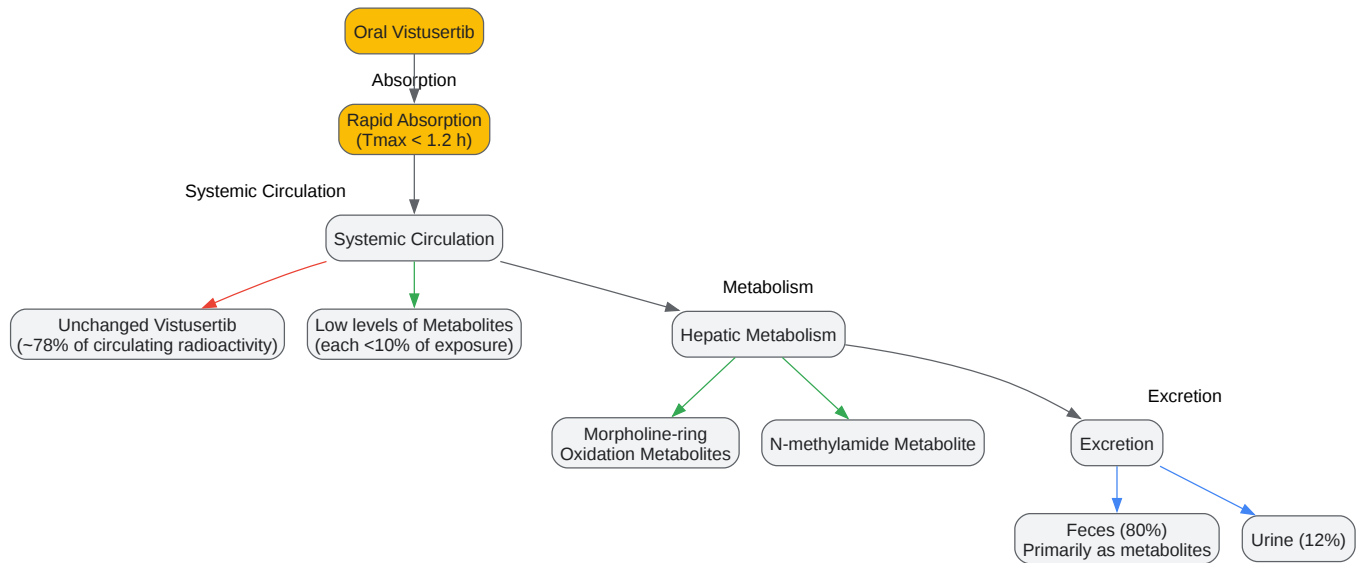 Oral Vistusertib
Absorption
Rapid Absorption
(Tmax < 1.2 h)
Systemic Circulation
Systemic Circulation
Unchanged Vistusertib
(~78% of circulating radioactivity)
Low levels of Metabolites
(each <10% of exposure)
Metabolism
Hepatic Metabolism
Morpholine-ring
Oxidation Metabolites
N-methylamide Metabolite
Excretion
Excretion
Feces (80%)
Primarily as metabolites
Urine (12%)